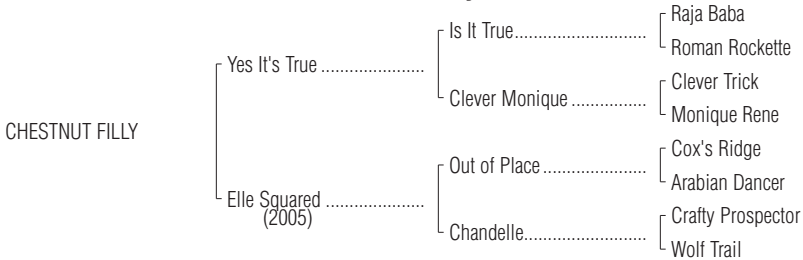 Raja Baba
Is It True............................
Roman Rockette
Yes It's True ......................
Clever Trick
Clever Monique ................
Monique Rene
CHESTNUT FILLY
Cox's Ridge
Out of Place ......................
Arabian Dancer
Elle Squared .....................
(2005)
Crafty Prospector
Chandelle..........................
Wolf Trail